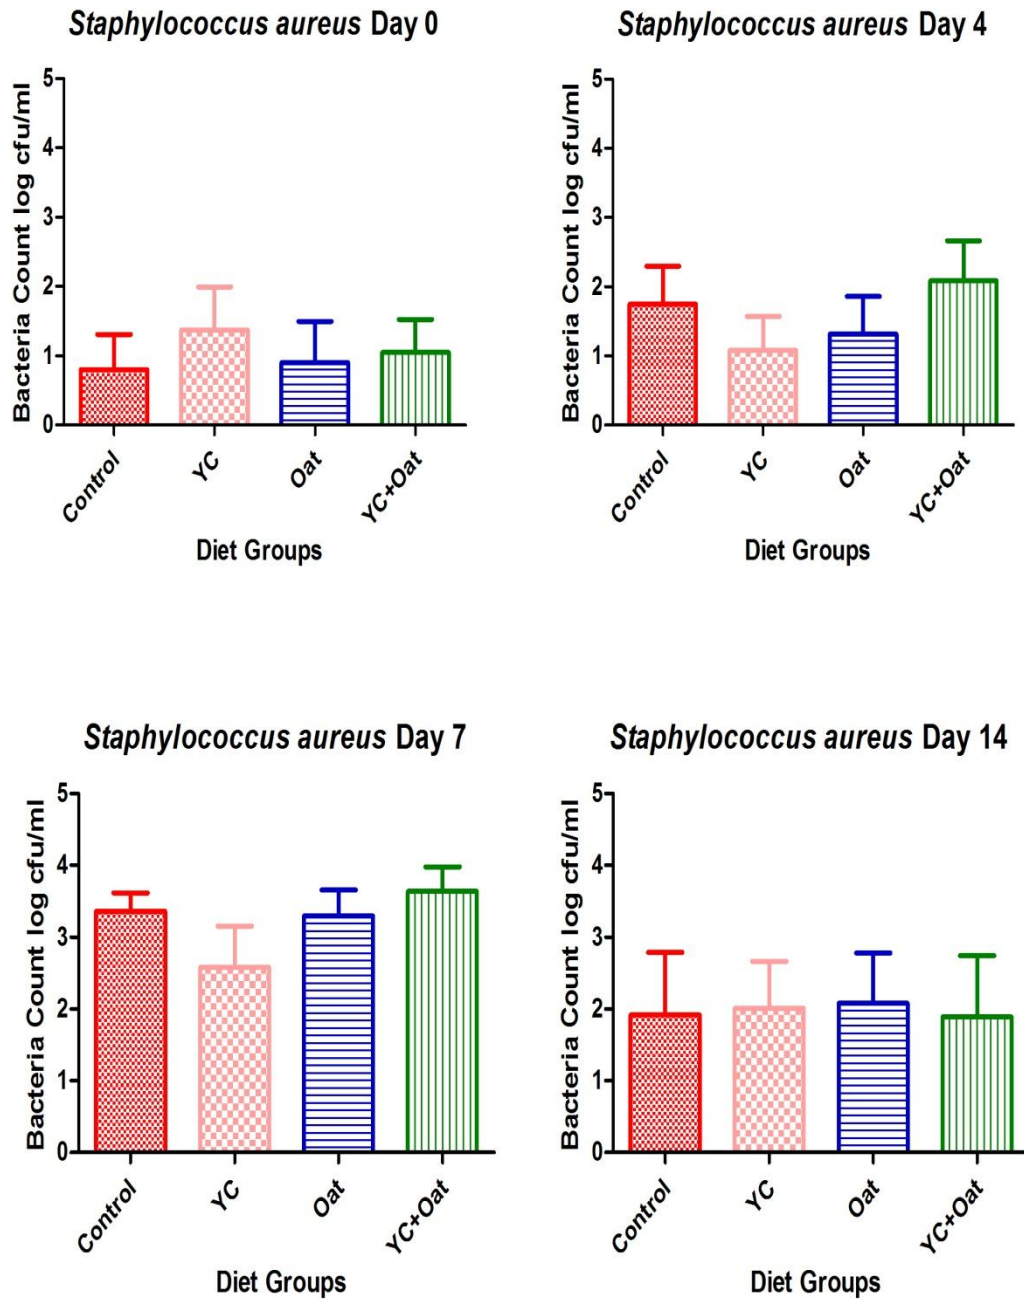 Staphylococcus aureus Day 0
Bacteria Count log cfu/ml
5
4
3
2
1
0
Control
YC
Oat
YC+Oat
Diet Groups
Staphylococcus aureus Day 4
Bacteria Count log cfu/ml
5
4
3
2
1
0
Control
YC
Oat
YC+Oat
Diet Groups
Staphylococcus aureus Day 7
Bacteria Count log cfu/ml
5
4
3
2
1
0
Control
YC
Oat
YC+Oat
Diet Groups
Staphylococcus aureus Day 14
Bacteria Count log cfu/ml
5
4
3
2
1
0
Control
YC
Oat
YC+Oat
Diet Groups